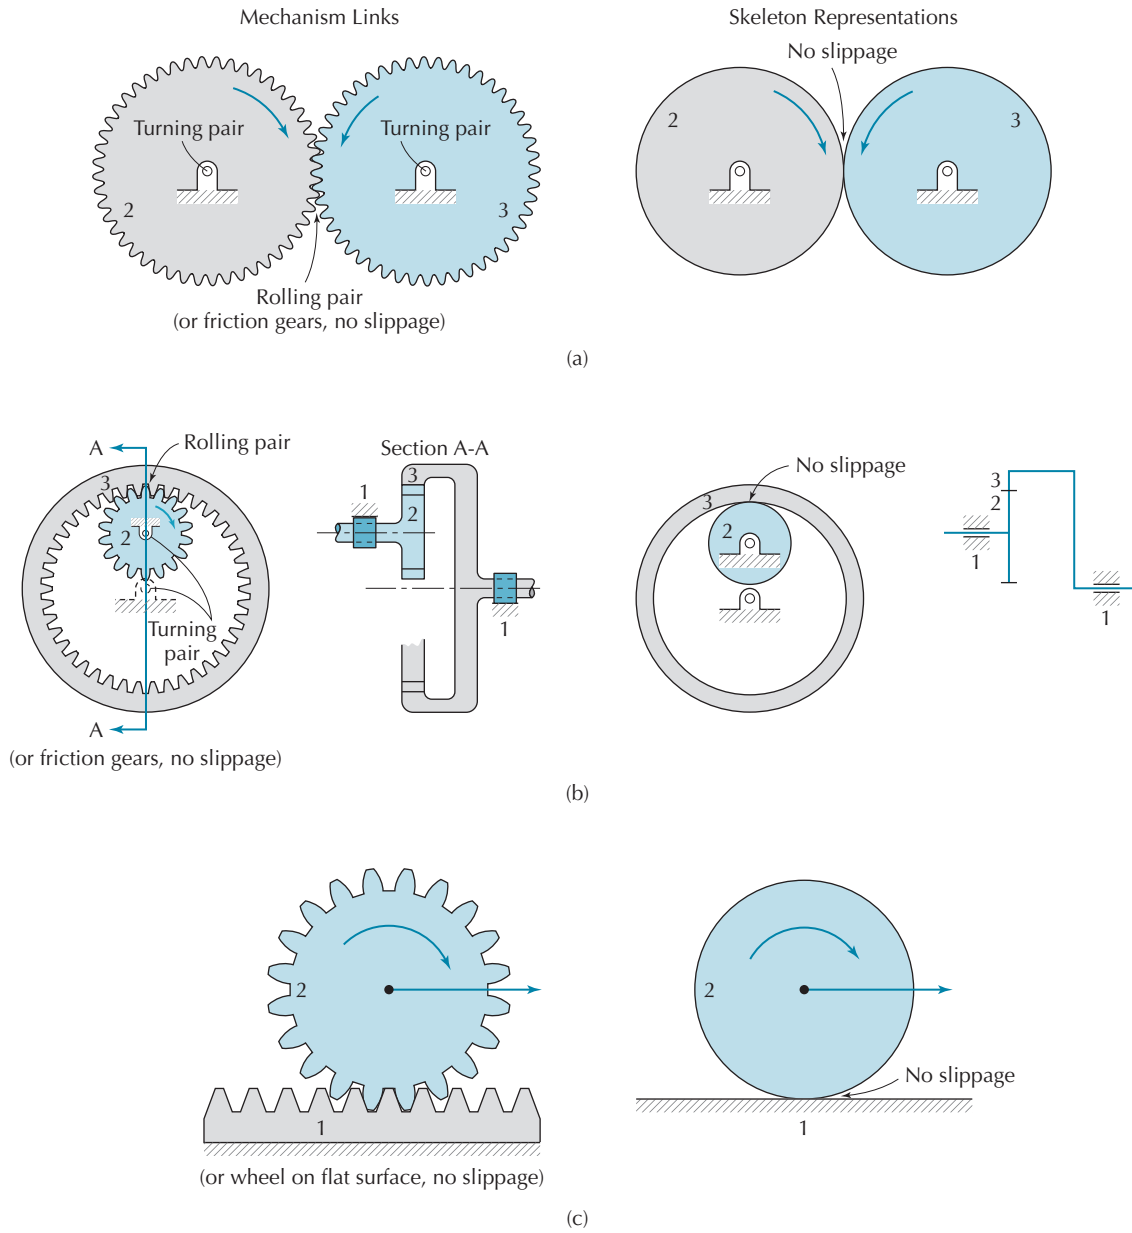 Mechanism Links
Skeleton Representations
No slippage
2
3
Turning pair
Turning pair
2
3
Rolling pair
(or friction gears, no slippage)
(a)
A
Rolling pair
3
2
Turning
pair
A
(or friction gears, no slippage)
Section A-A
3
1
2
1
No slippage
3
2
3
2
1
1
(b)
2
1
(or wheel on flat surface, no slippage)
2
No slippage
1
(c)